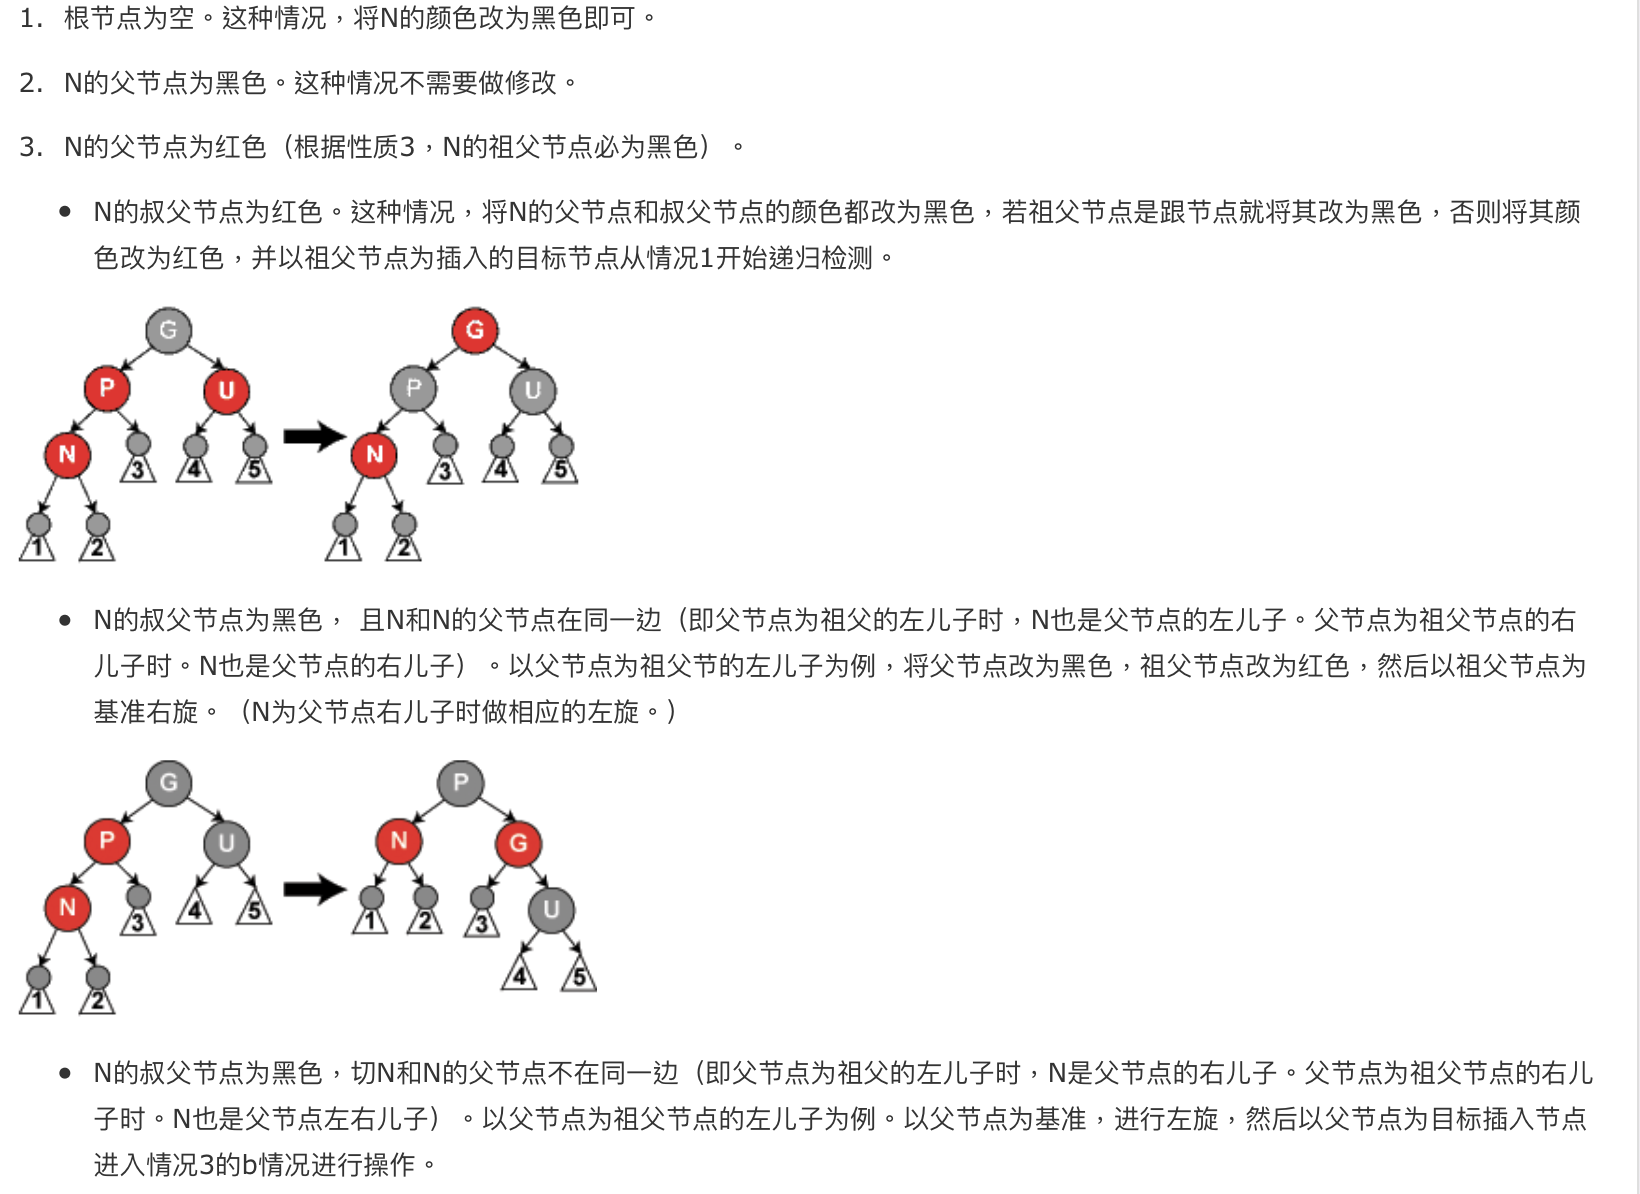 1. 根节点为空。这种情况，将N的颜色改为黑色即可。
2. N的父节点为黑色。这种情况不需要做修改。
3. N的父节点为红色（根据性质3，N的祖父节点必为黑色）。
• N的叔父节点为红色。这种情况，将N的父节点和叔父节点的颜色都改为黑色，若祖父节点是跟节点就将其改为黑色，否则将其颜
色改为红色，并以祖父节点为插入的目标节点从情况1开始递归检测。
G G
P U P U
N 3 4 5 N 3 4 5
1 2 1 2
• N的叔父节点为黑色， 且N和N的父节点在同一边（即父节点为祖父的左儿子时，N也是父节点的左儿子。父节点为祖父节点的右
儿子时。N也是父节点的右儿子）。以父节点为祖父节的左儿子为例，将父节点改为黑色，祖父节点改为红色，然后以祖父节点为
基准右旋。（N为父节点右儿子时做相应的左旋。）
G P
P U N G
N 3 4 5 1 2 3 U
1 2 4 5
• N的叔父节点为黑色，切N和N的父节点不在同一边（即父节点为祖父的左儿子时，N是父节点的右儿子。父节点为祖父节点的右儿
子时。N也是父节点左右儿子）。以父节点为祖父节点的左儿子为例。以父节点为基准，进行左旋，然后以父节点为目标插入节点
进入情况3的b情况进行操作。